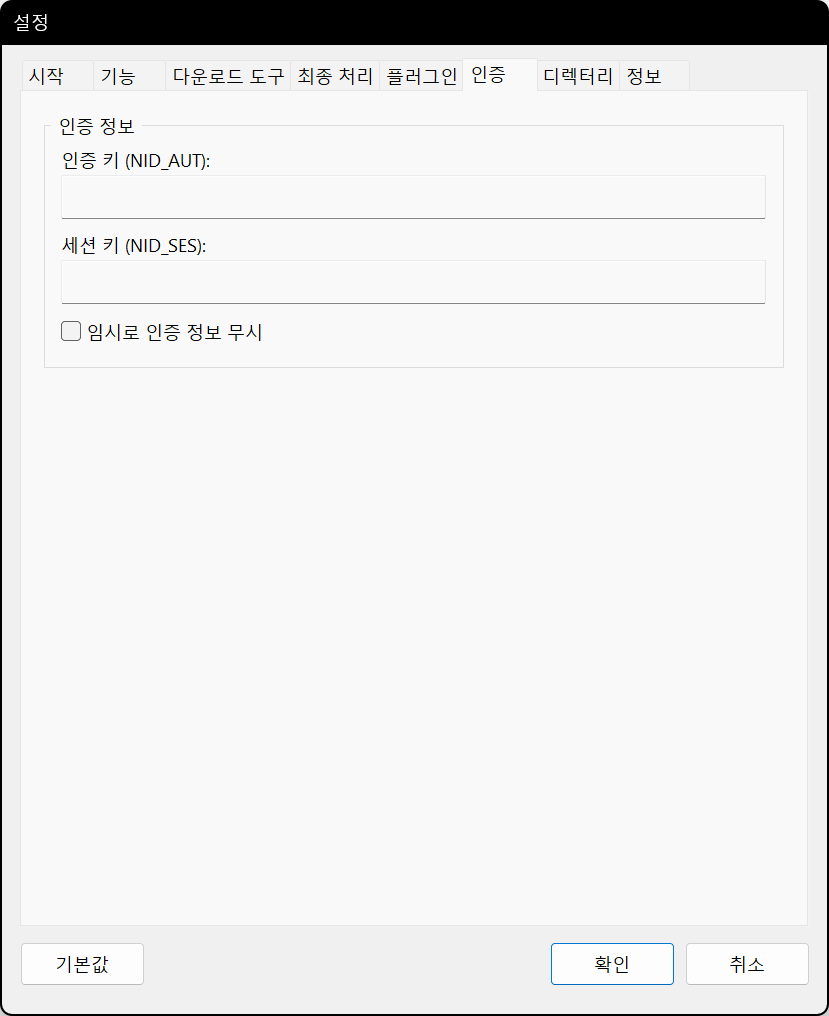 설정
시작 기능 다운로드 도구 최종 처리 플러그인 인증 디렉터리 정보
인증 정보
인증 키 (NID_AUT):
세션 키 (NID_SES):
임시로 인증 정보 무시
기본값 확인 취소